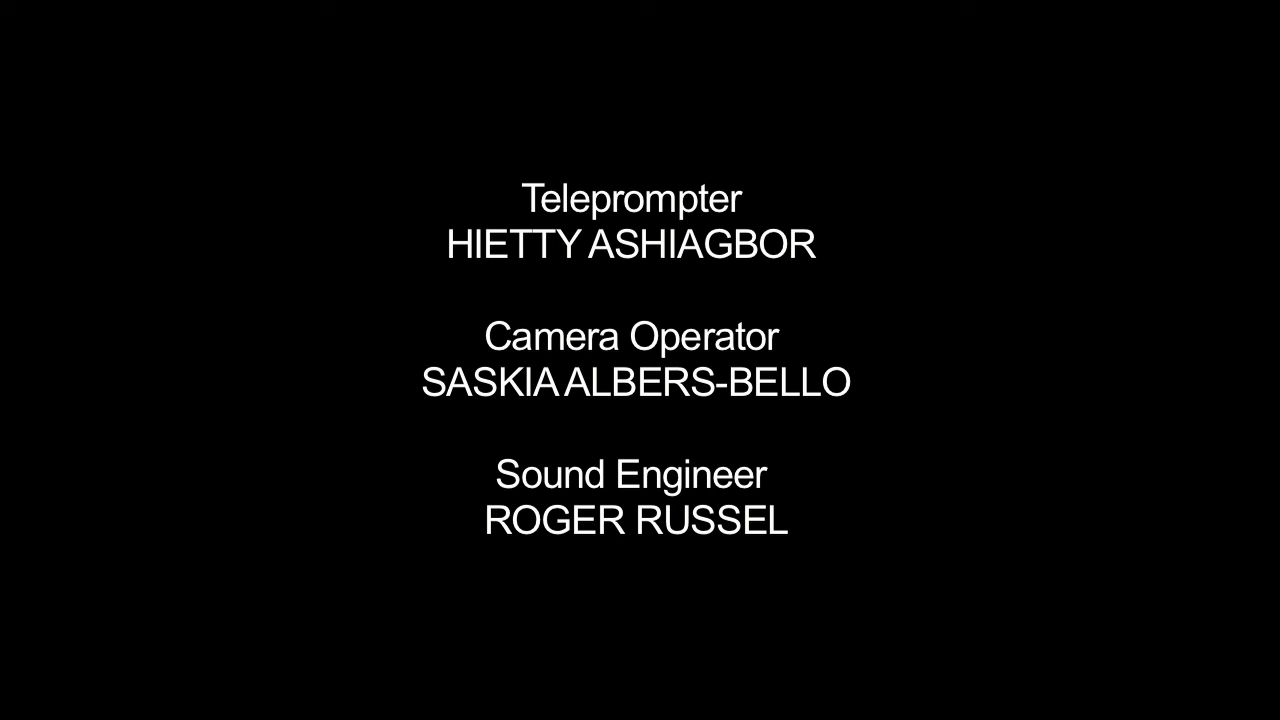 Teleprompter
HIETTY ASHIAGBOR
Camera Operator
SASKIA ALBERS-BELLO
Sound Engineer
ROGER RUSSEL